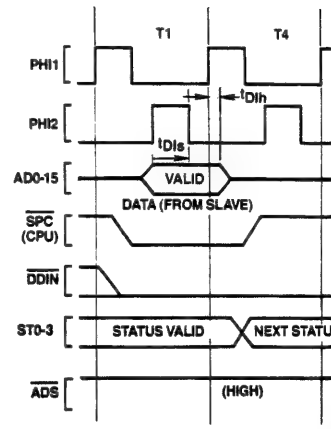 T1 T4
PHI1
tDIh
PHI2
tDIs
AD0-15 VALID
DATA (FROM SLAVE)
SPC
(CPU)
DDIN
ST0-3 STATUS VALID NEXT STATU
ADS (HIGH)